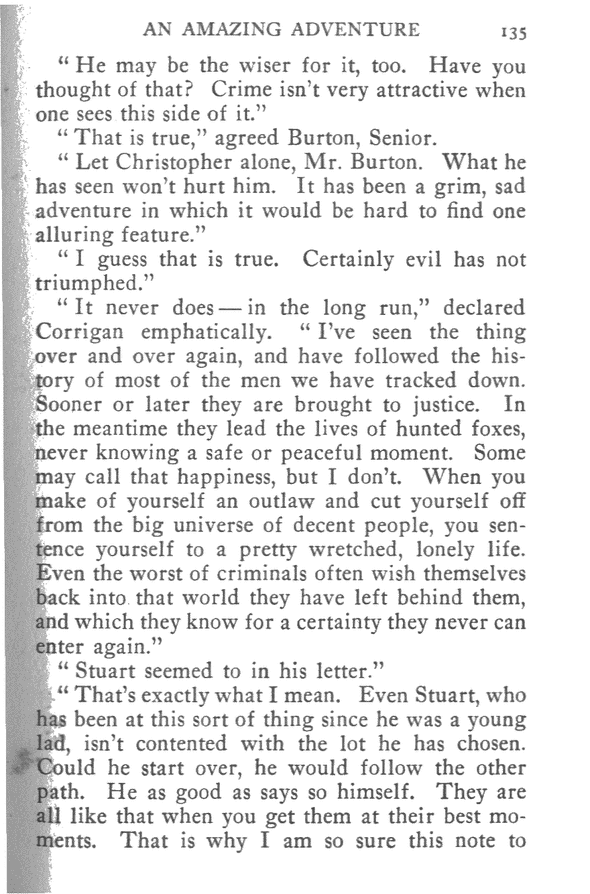 AN AMAZING ADVENTURE 135
“ He may be the wiser for it, too. Have you
thought of that? Crime isn’t very attractive when
one sees this side of it.”
“ That is true,” agreed Burton, Senior.
“ Let Christopher alone, Mr. Burton. What he
has seen won’t hurt him. It has been a grim, sad
adventure in which it would be hard to find one
alluring feature.”
“ I guess that is true. Certainly evil has not
triumphed.”
“ It never does — in the long run,” declared
Corrigan emphatically. “ I’ve seen the thing
over and over again, and have followed the his-
tory of most of the men we have tracked down.
Sooner or later they are brought to justice. In
the meantime they lead the lives of hunted foxes,
never knowing a safe or peaceful moment. Some
may call that happiness, but I don’t. When you
make of yourself an outlaw and cut yourself off
from the big universe of decent people, you sen-
tence yourself to a pretty wretched, lonely life.
Even the worst of criminals often wish themselves
back into that world they have left behind them,
and which they know for a certainty they never can
enter again.”
“ Stuart seemed to in his letter.”
“ That’s exactly what I mean. Even Stuart, who
has been at this sort of thing since he was a young
lad, isn’t contented with the lot he has chosen.
Could he start over, he would follow the other
path. He as good as says so himself. They are
all like that when you get them at their best mo-
ments. That is why I am so sure this note to